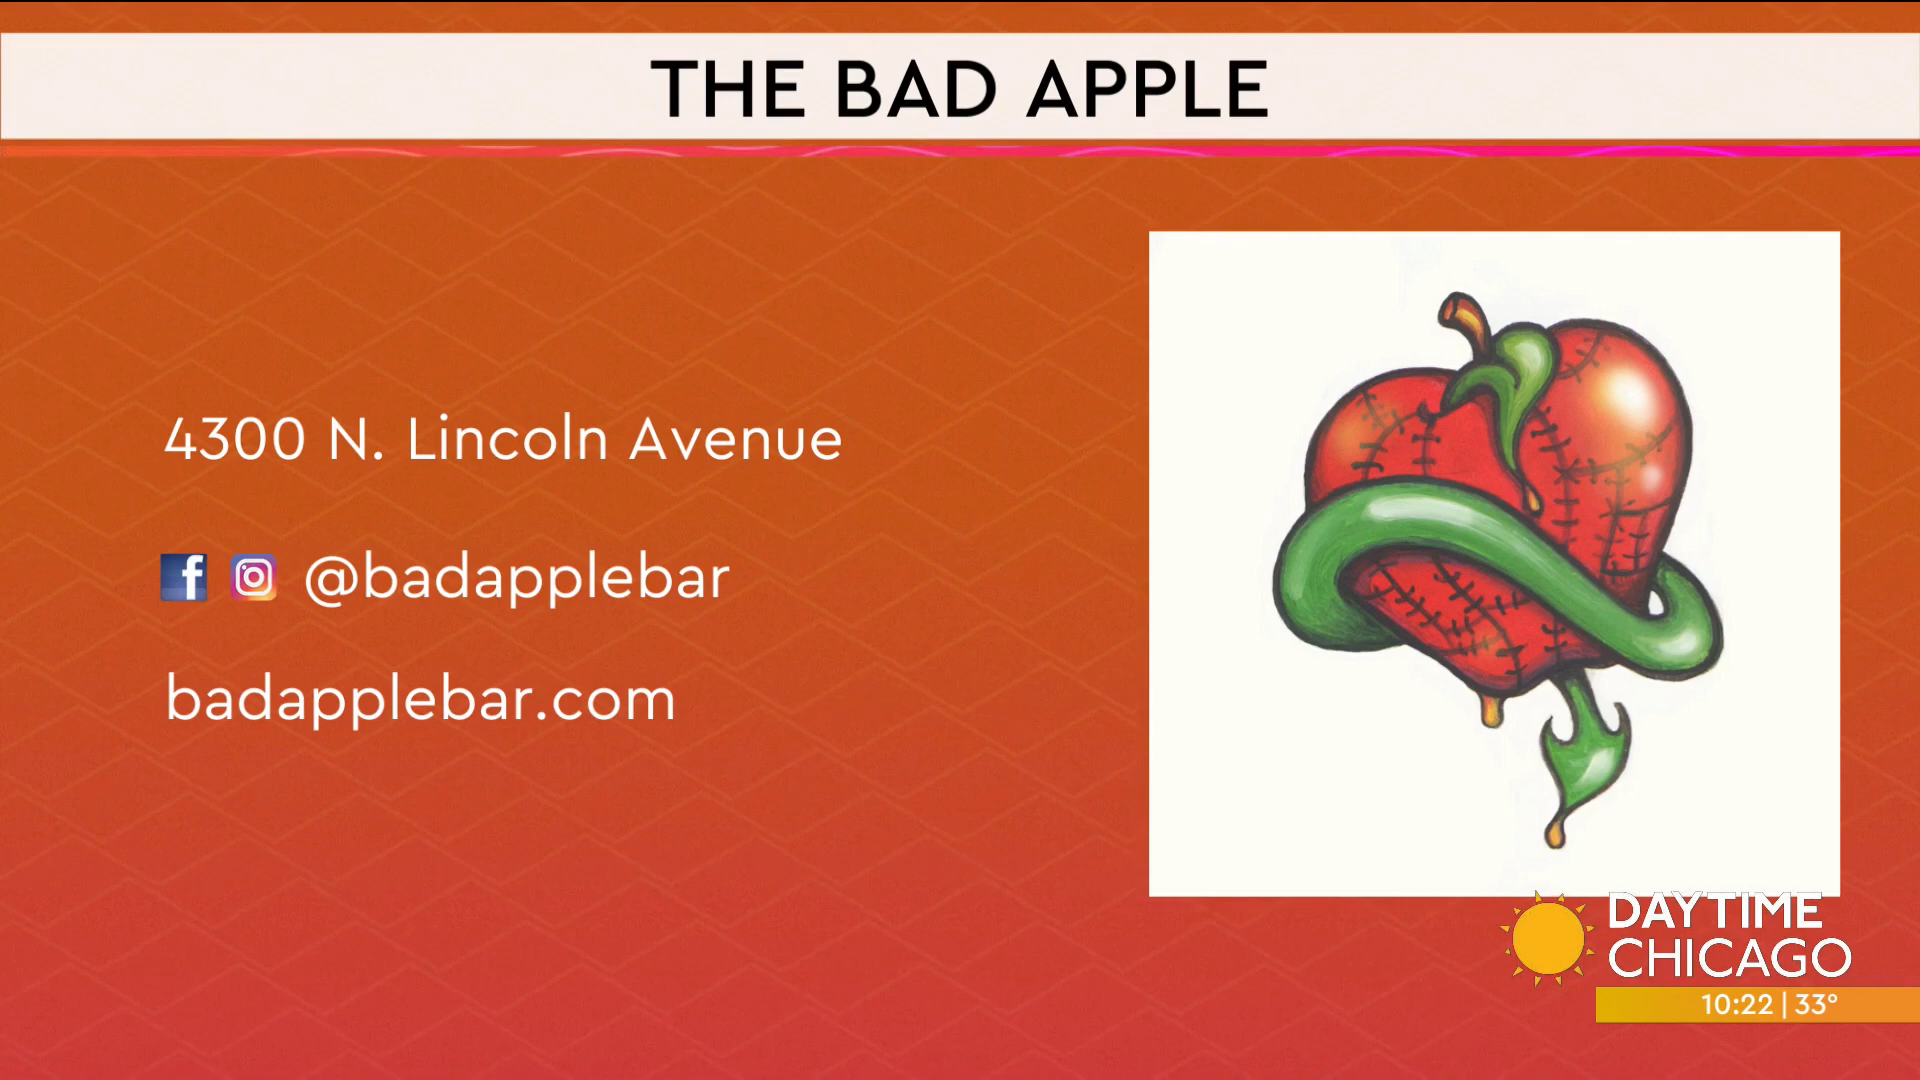 THE BAD APPLE
4300 N. Lincoln Avenue
@badapplebar
badapplebar.com
DAYTIME
CHICAGO
10:22 | 33°